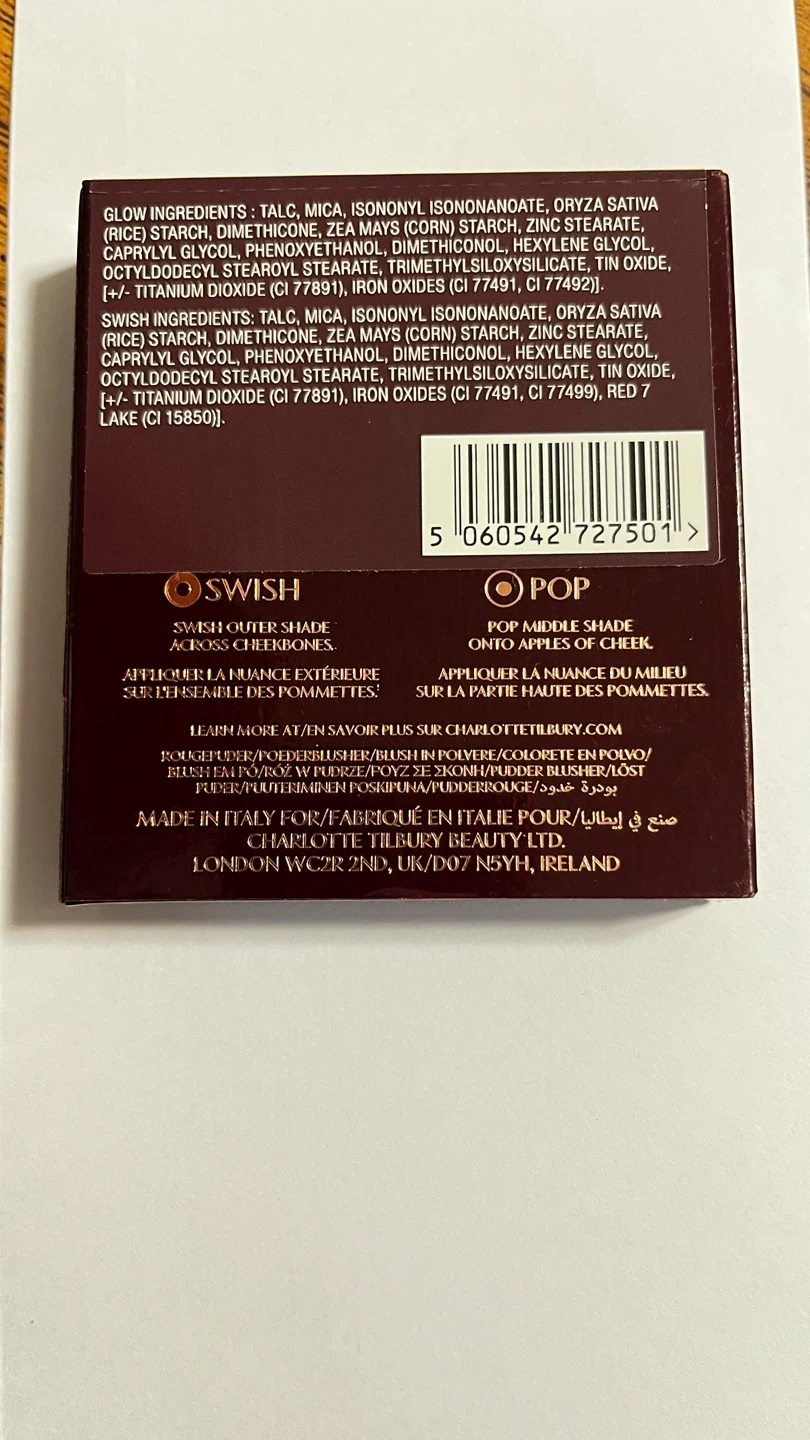 GLOW INGREDIENTS : TALC, MICA, ISONONYL ISONONANOATE, ORYZA SATIVA
(RICE) STARCH, DIMETHICONE, ZEA MAYS (CORN) STARCH, ZINC STEARATE,
CAPRYLYL GLYCOL, PHENOXYETHANOL, DIMETHICONOL, HEXYLENE GLYCOL,
OCTYLDODECYL STEAROYL STEARATE, TRIMETHYLSILOXYSILICATE, TIN OXIDE,
[+/- TITANIUM DIOXIDE (CI 77891), IRON OXIDES (CI 77491, CI 77492)].
SWISH INGREDIENTS: TALC, MICA, ISONONYL ISONONANOATE, ORYZA SATIVA
(RICE) STARCH, DIMETHICONE, ZEA MAYS (CORN) STARCH, ZINC STEARATE,
CAPRYLYL GLYCOL, PHENOXYETHANOL, DIMETHICONOL, HEXYLENE GLYCOL,
OCTYLDODECYL STEAROYL STEARATE, TRIMETHYLSILOXYSILICATE, TIN OXIDE,
[+/- TITANIUM DIOXIDE (CI 77891), IRON OXIDES (CI 77491, CI 77499), RED 7
LAKE (CI 15850)].
5 060542 727501 >
SWISH
SWISH OUTER SHADE
ACROSS CHEEKBONES.
APPLIQUER LA NUANCE EXTÉRIEURE
SUR L'ENSEMBLE DES POMMETTES.
POP
POP MIDDLE SHADE
ONTO APPLES OF CHEEK.
APPLIQUER LA NUANCE DU MILIEU
SUR LA PARTIE HAUTE DES POMMETTES.
LEARN MORE AT/EN SAVOIR PLUS SUR CHARLOTTETILBURY.COM
ROUGEPUDER/POEDERBLUSHER/BLUSH IN POLVERE/COLORETE EN POLVO/
BLUSH EM PÓ/RÓŻ W PUDRZE/ΡΟΥΖ ΣΕ ΣΚΟΝΗ/PUDDER BLUSHER/LÖST
PUDER/PUUTERIMINEN POSKIPUNA/PUDDERROUGE/بودرة خدود
MADE IN ITALY FOR/FABRIQUÉ EN ITALIE POUR/صنع في إيطاليا
CHARLOTTE TILBURY BEAUTY LTD.
LONDON WC2R 2ND, UK/D07 N5YH, IRELAND